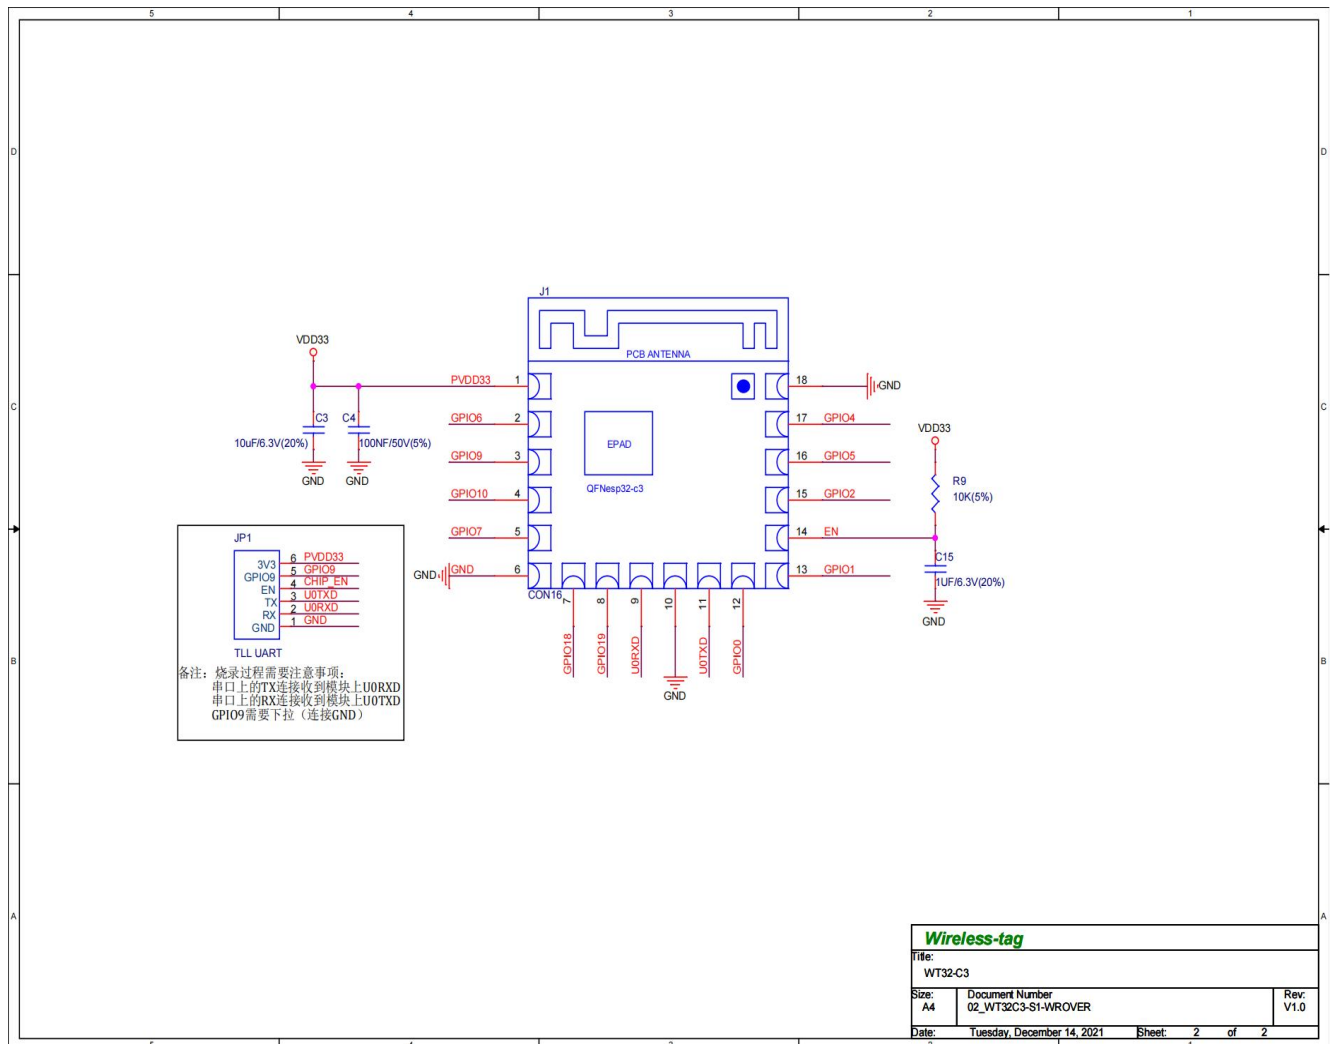 5 4 3 2 1
D D
J1
VDD33
PCB ANTENNA
PVDD33 1
18 GND
C C
C3 C4
GPIO6 2
17 GPIO4
VDD33
10uF/6.3V(20%) 100NF/50V(5%)
EPAD
GPIO9 3
16 GPIO5
GND GND
R9
QFNesp32-c3
GPIO10 4
15 GPIO2
10K(5%)
GPIO7 5
14 EN
JP1
C15
3V3 6 PVDD33
GPIO9 5 GPIO9
EN 4 CHIP_EN
TX 3 U0TXD
RX 2 U0RXD
GND 1 GND
TLL UART
GND GND 6
13 GPIO1
1UF/6.3V(20%)
CON16
7 8 9 10 11 12
GND
GPIO18 GPIO19 U0RXD U0TXD GPIO0
GND
B B
备注：烧录过程需要注意事项：
串口上的TX连接收到模块上U0RXD
串口上的RX连接收到模块上U0TXD
GPIO9需要下拉（连接GND）
A A
Wireless-tag
Title:
WT32-C3
Size: Document Number Rev:
A4 02_WT32C3-S1-WROVER V1.0
Date: Tuesday, December 14, 2021 Sheet: 2 of 2
5 4 3 2 1